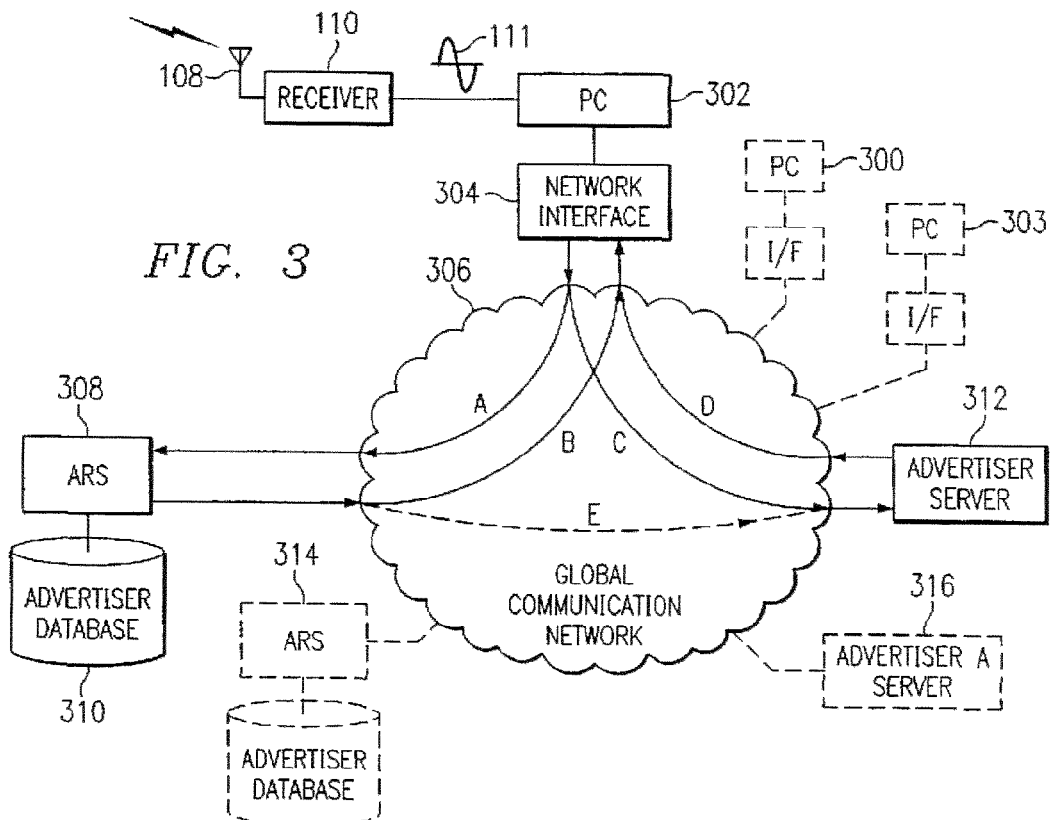 110
111
108
RECEIVER
PC
302
304
NETWORK
INTERFACE
PC
300
I/F
PC
303
I/F
FIG. 3
306
308
ARS
A
B
C
D
E
312
ADVERTISER
SERVER
ADVERTISER
DATABASE
310
314
ARS
ADVERTISER
DATABASE
GLOBAL
COMMUNICATION
NETWORK
316
ADVERTISER A
SERVER